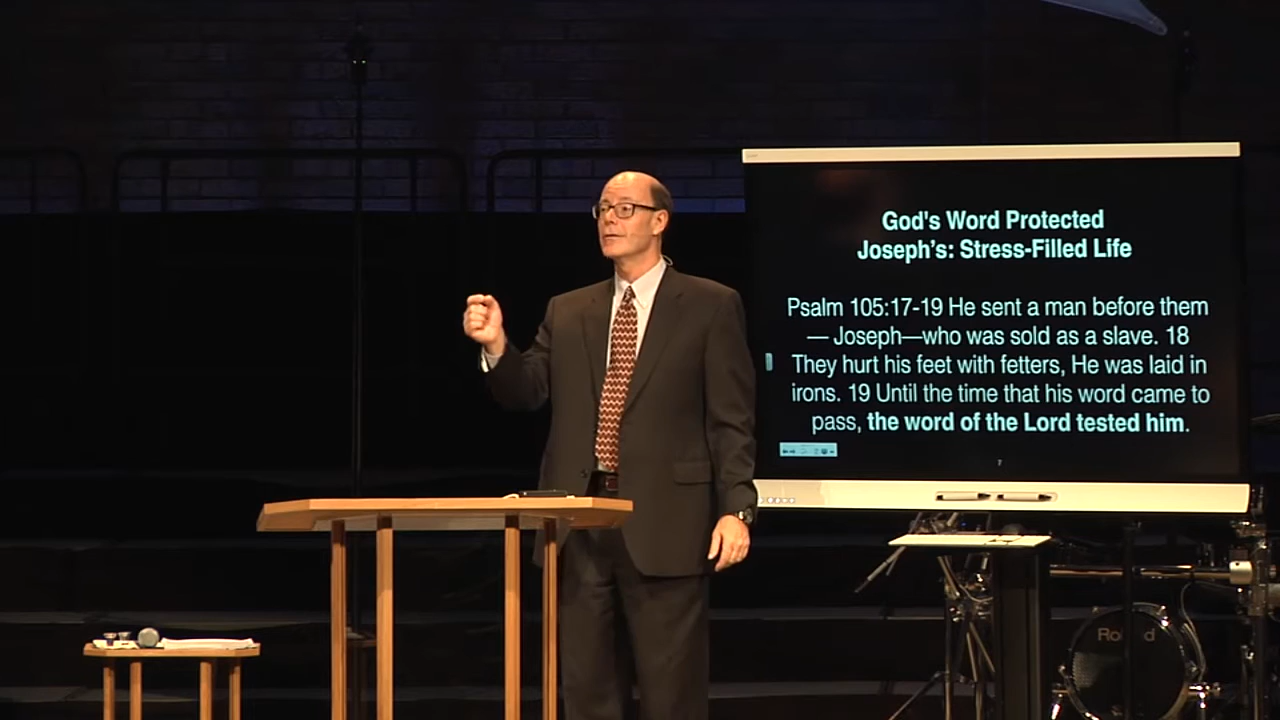 God's Word Protected
Joseph's: Stress-Filled Life
Psalm 105:17-19 He sent a man before them
— Joseph—who was sold as a slave. 18
They hurt his feet with fetters, He was laid in
irons. 19 Until the time that his word came to
pass, the word of the Lord tested him.
7
Roland